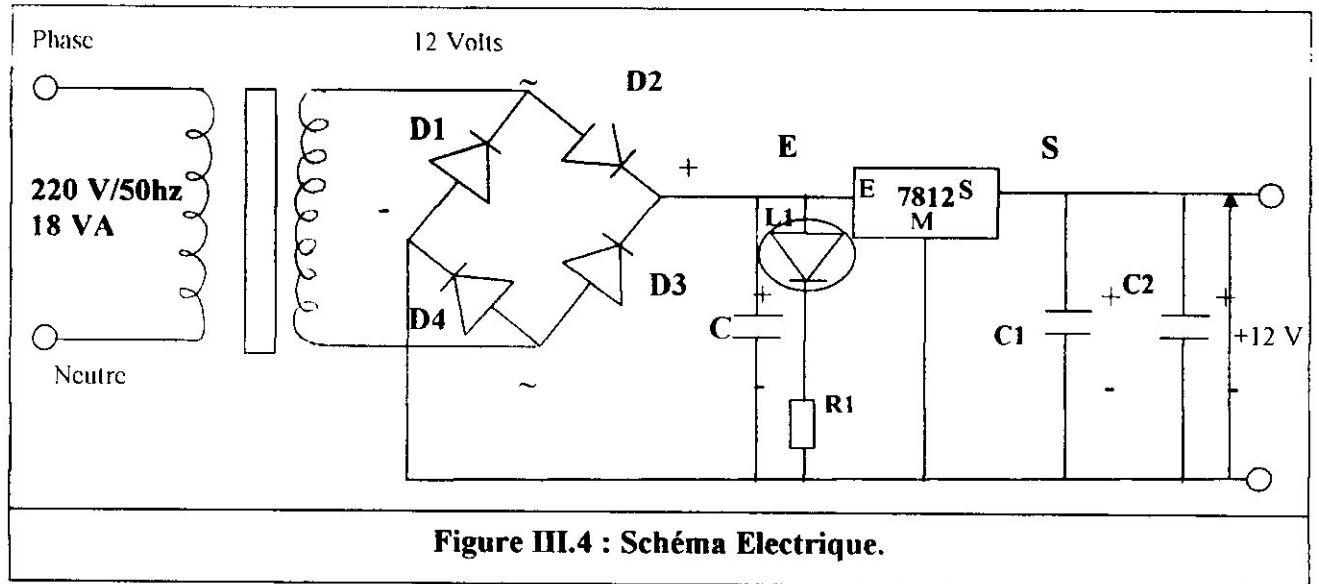 Phase
12 Volts
~
D2
D1
+
E
S
220 V/50hz
18 VA
-
E
7812
S
M
L1
D3
D4
+
C
-
R1
C1
+
-
C2
+
-
+12 V
Neutre
~
Figure III.4 : Schéma Electrique.